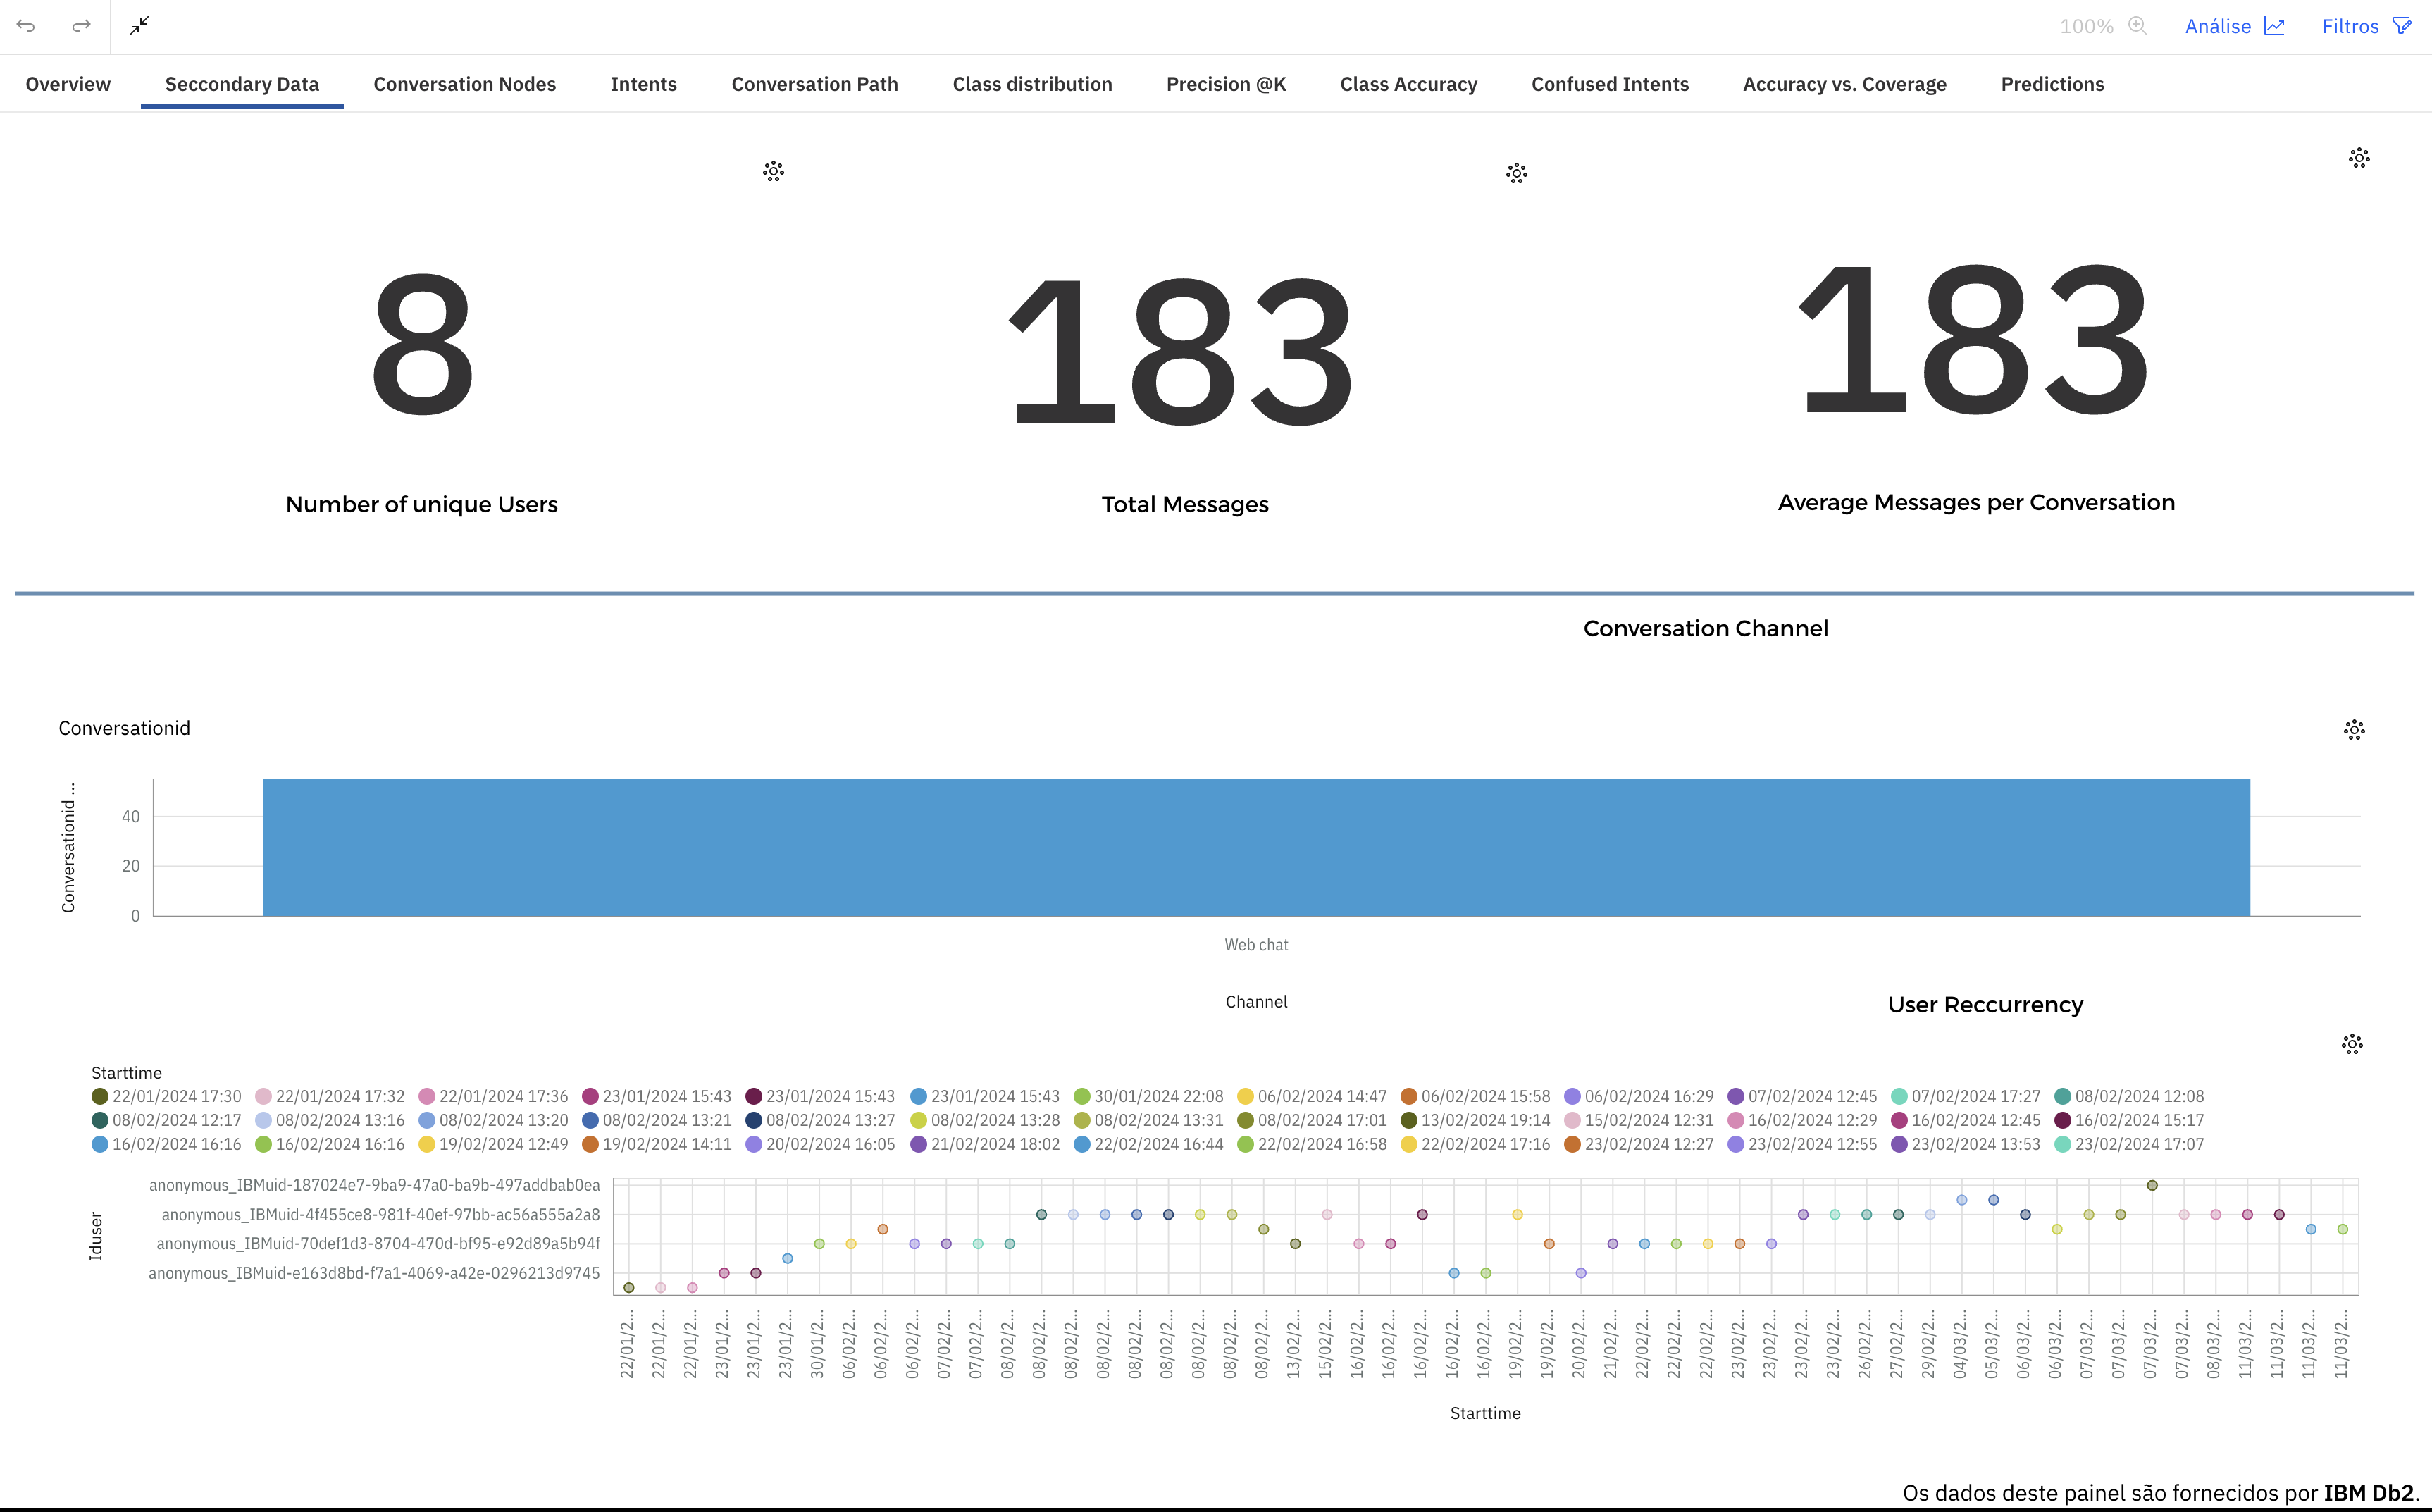 100% Análise Filtros
Overview Seccondary Data Conversation Nodes Intents Conversation Path Class distribution Precision @K Class Accuracy Confused Intents Accuracy vs. Coverage Predictions
8 183 183
Number of unique Users Total Messages Average Messages per Conversation
Conversation Channel
Conversationid
Conversationid ...
40
20
0
Web chat
Channel
User Reccurrency
Starttime
22/01/2024 17:30 22/01/2024 17:32 22/01/2024 17:36 23/01/2024 15:43 23/01/2024 15:43 23/01/2024 15:43 30/01/2024 22:08 06/02/2024 14:47 06/02/2024 15:58 06/02/2024 16:29 07/02/2024 12:45 07/02/2024 17:27 08/02/2024 12:08
08/02/2024 12:17 08/02/2024 13:16 08/02/2024 13:20 08/02/2024 13:21 08/02/2024 13:27 08/02/2024 13:28 08/02/2024 13:31 08/02/2024 17:01 13/02/2024 19:14 15/02/2024 12:31 16/02/2024 12:29 16/02/2024 12:45 16/02/2024 15:17
16/02/2024 16:16 16/02/2024 16:16 19/02/2024 12:49 19/02/2024 14:11 20/02/2024 16:05 21/02/2024 18:02 22/02/2024 16:44 22/02/2024 16:58 22/02/2024 17:16 23/02/2024 12:27 23/02/2024 12:55 23/02/2024 13:53 23/02/2024 17:07
Iduser
anonymous_IBMuid-187024e7-9ba9-47a0-ba9b-497addbab0ea
anonymous_IBMuid-4f455ce8-981f-40ef-97bb-ac56a555a2a8
anonymous_IBMuid-70def1d3-8704-470d-bf95-e92d89a5b94f
anonymous_IBMuid-e163d8bd-f7a1-4069-a42e-0296213d9745
22/01/2... 22/01/2... 22/01/2... 23/01/2... 23/01/2... 23/01/2... 30/01/2... 06/02/2... 06/02/2... 06/02/2... 07/02/2... 07/02/2... 08/02/2... 08/02/2... 08/02/2... 08/02/2... 08/02/2... 08/02/2... 08/02/2... 08/02/2... 08/02/2... 13/02/2... 15/02/2... 16/02/2... 16/02/2... 16/02/2... 16/02/2... 16/02/2... 19/02/2... 19/02/2... 20/02/2... 21/02/2... 22/02/2... 22/02/2... 22/02/2... 23/02/2... 23/02/2... 23/02/2... 23/02/2... 26/02/2... 27/02/2... 29/02/2... 04/03/2... 05/03/2... 06/03/2... 06/03/2... 07/03/2... 07/03/2... 07/03/2... 07/03/2... 08/03/2... 11/03/2... 11/03/2... 11/03/2... 11/03/2...
Starttime
Os dados deste painel são fornecidos por IBM Db2.